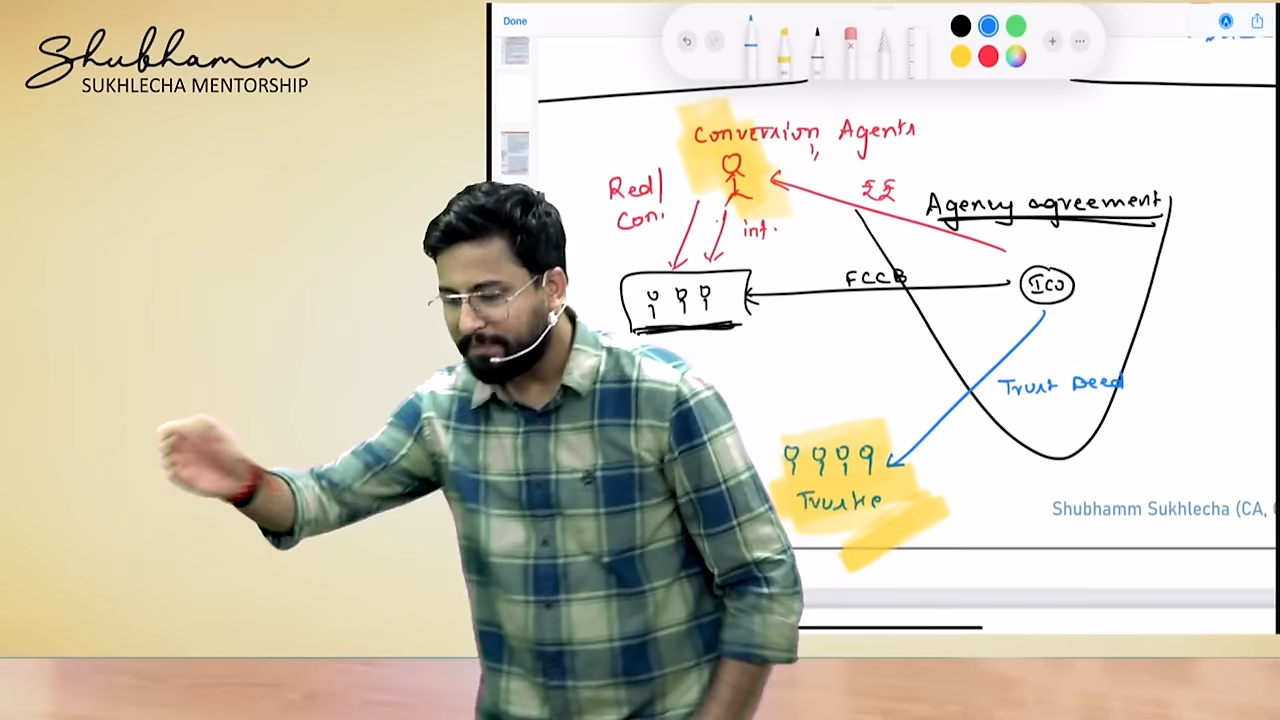 Shubhamm
SUKHLECHA MENTORSHIP
Done
Conversion Agents
Red/
Con.
int.
££
Agency agreement
FCCB
ICO
Trust Deed
Trustee
Shubhamm Sukhlecha (CA,